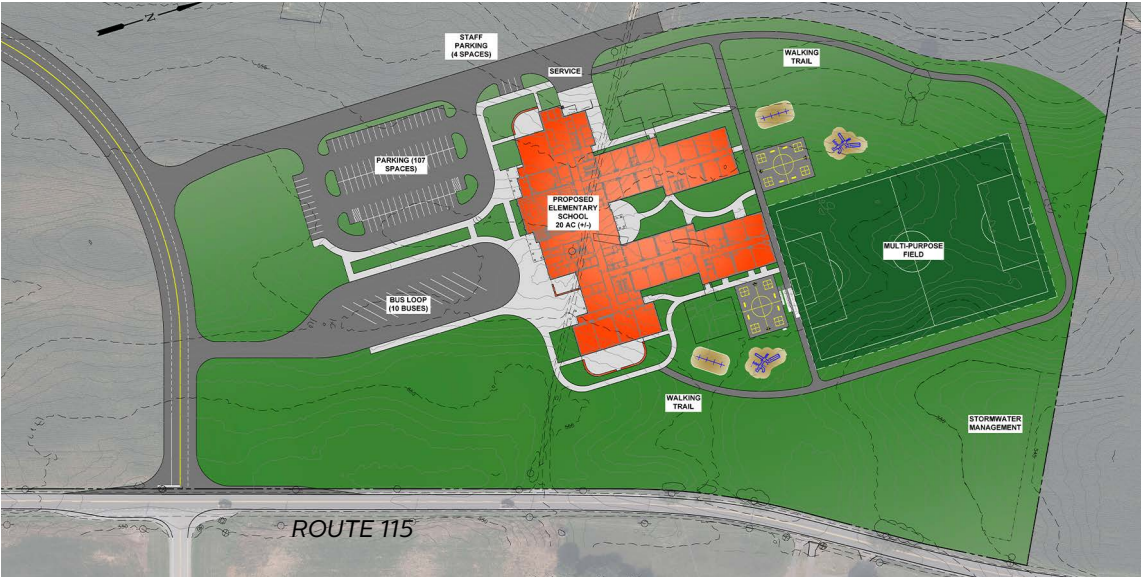 N
STAFF
PARKING
(4 SPACES)
SERVICE
WALKING
TRAIL
PARKING (107
SPACES)
PROPOSED
ELEMENTARY
SCHOOL
20 AC (+/-)
MULTI-PURPOSE
FIELD
BUS LOOP
(10 BUSES)
WALKING
TRAIL
STORMWATER
MANAGEMENT
ROUTE 115